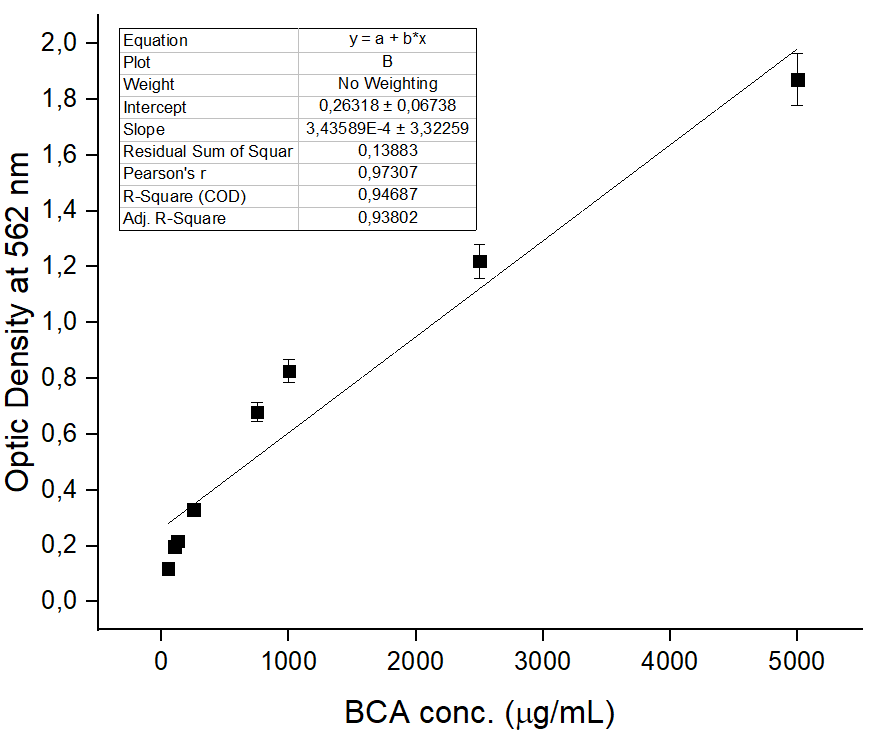 Equation y = a + b*x
Plot B
Weight No Weighting
Intercept 0,26318 ± 0,06738
Slope 3,43589E-4 ± 3,32259
Residual Sum of Squar 0,13883
Pearson's r 0,97307
R-Square (COD) 0,94687
Adj. R-Square 0,93802
Optic Density at 562 nm
2,0
1,8
1,6
1,4
1,2
1,0
0,8
0,6
0,4
0,2
0,0
0 1000 2000 3000 4000 5000
BCA conc. (μg/mL)